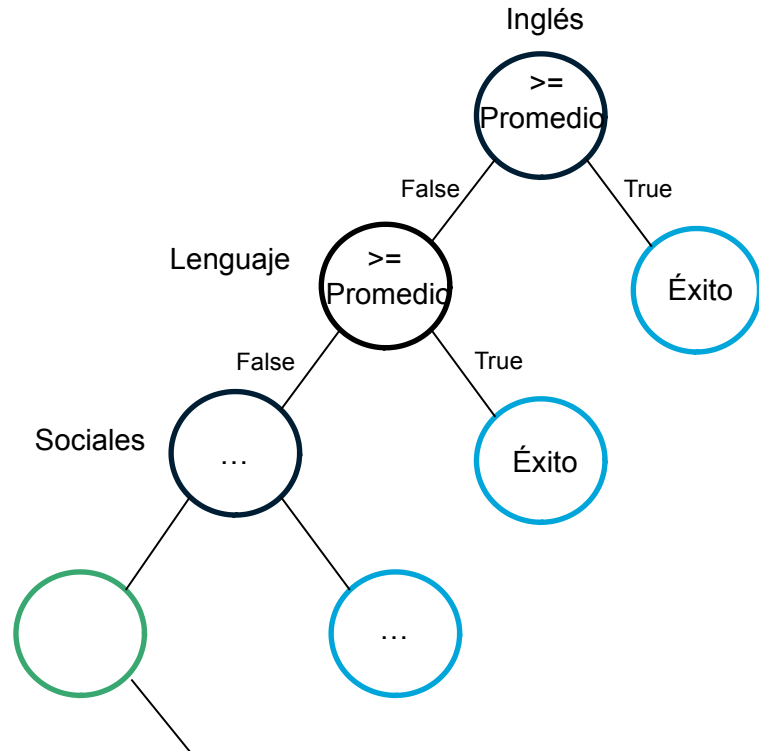 Inglés
>=
Promedio
False
True
Lenguaje
>=
Promedio
Éxito
False
True
Sociales
...
Éxito
...